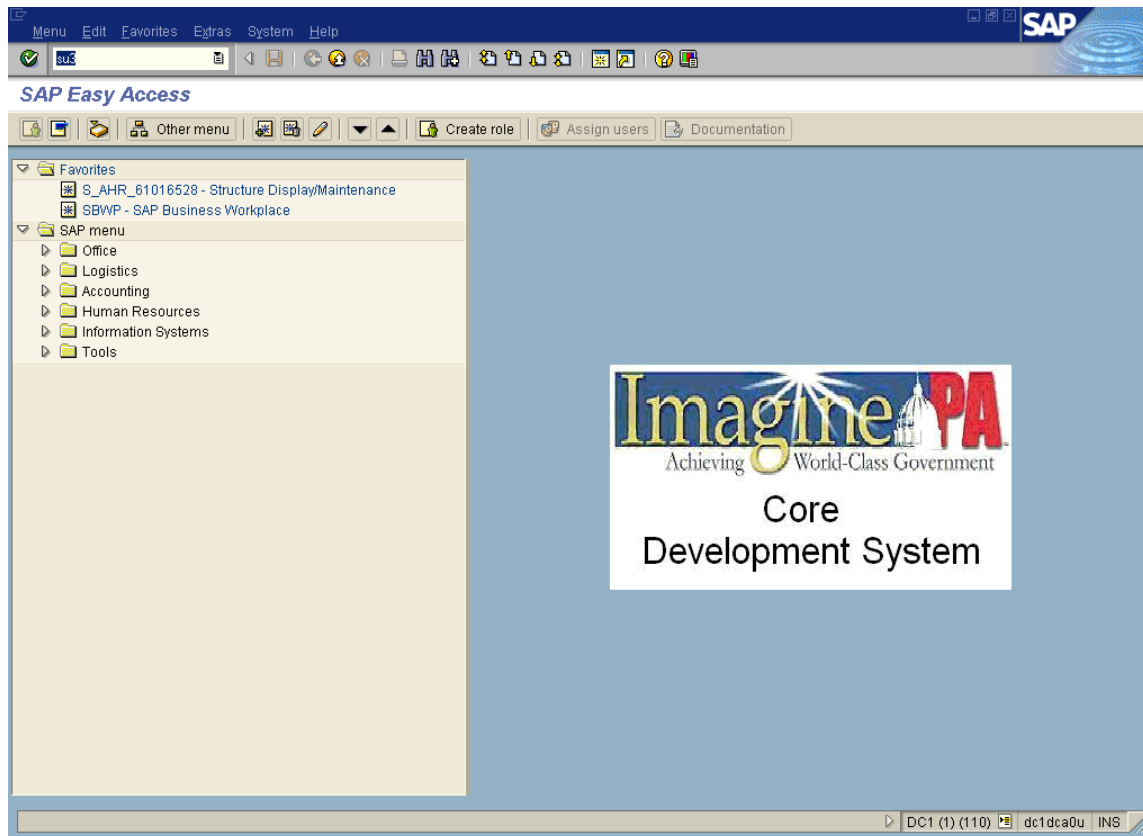 Menu Edit Favorites Extras System Help
SAP
su3
SAP Easy Access
Other menu Create role Assign users Documentation
Favorites
S_AHR_61016528 - Structure Display/Maintenance
SBWP - SAP Business Workplace
SAP menu
Office
Logistics
Accounting
Human Resources
Information Systems
Tools
Imagine PA
Achieving World-Class Government
Core
Development System
DC1 (1) (110) dc1dca0u INS